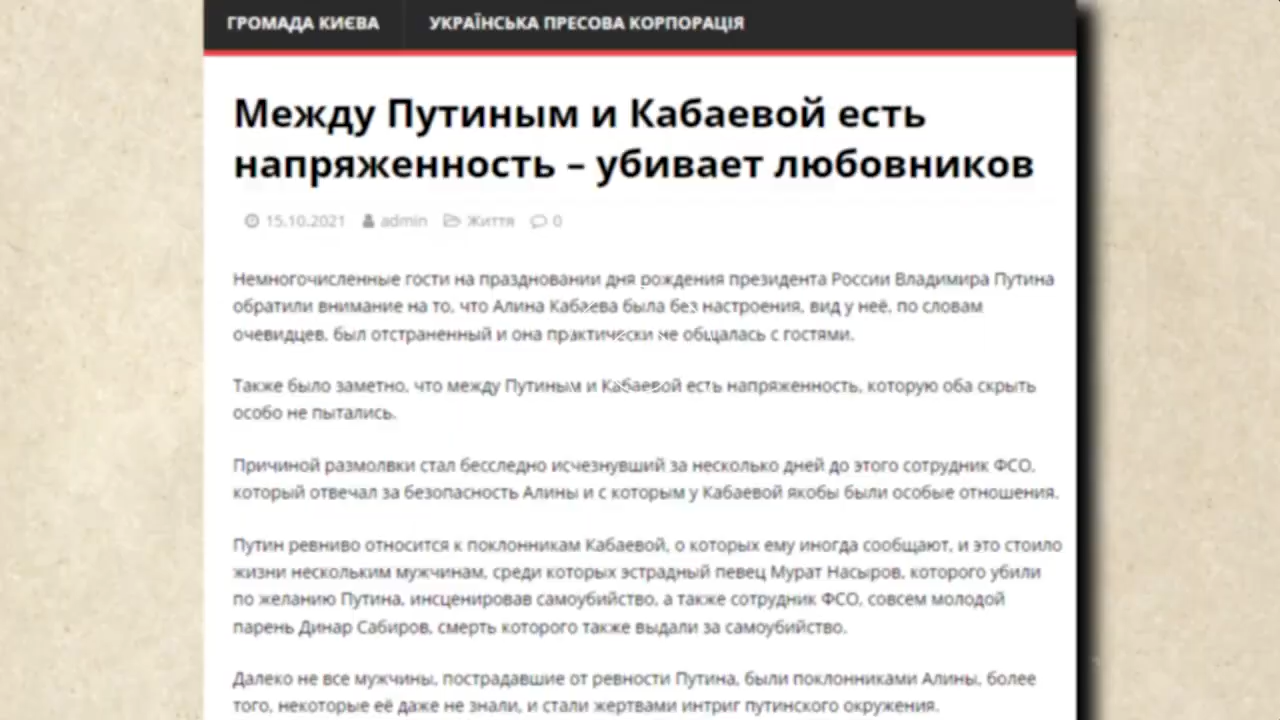 ГРОМАДА КИЄВА УКРАЇНСЬКА ПРЕСОВА КОРПОРАЦІЯ
Между Путиным и Кабаевой есть
напряженность – убивает любовников
15.10.2021 admin Життя 0
Немногочисленные гости на праздновании дня рождения президента России Владимира Путина
обратили внимание на то, что Алина Кабаева была без настроения, вид у неё, по словам
очевидцев, был отстраненный и она практически не общалась с гостями.
Также было заметно, что между Путиным и Кабаевой есть напряженность, которую оба скрыть
особо не пытались.
Причиной размолвки стал бесследно исчезнувший за несколько дней до этого сотрудник ФСО,
который отвечал за безопасность Алины и с которым у Кабаевой якобы были особые отношения.
Путин ревниво относится к поклонникам Кабаевой, о которых ему иногда сообщают, и это стоило
жизни нескольким мужчинам, среди которых эстрадный певец Мурат Насыров, которого убили
по желанию Путина, инсценировав самоубийство, а также сотрудник ФСО, совсем молодой
парень Динар Сабиров, смерть которого также выдали за самоубийство.
Далеко не все мужчины, пострадавшие от ревности Путина, были поклонниками Алины, более
того, некоторые её даже не знали, и стали жертвами интриг путинского окружения.